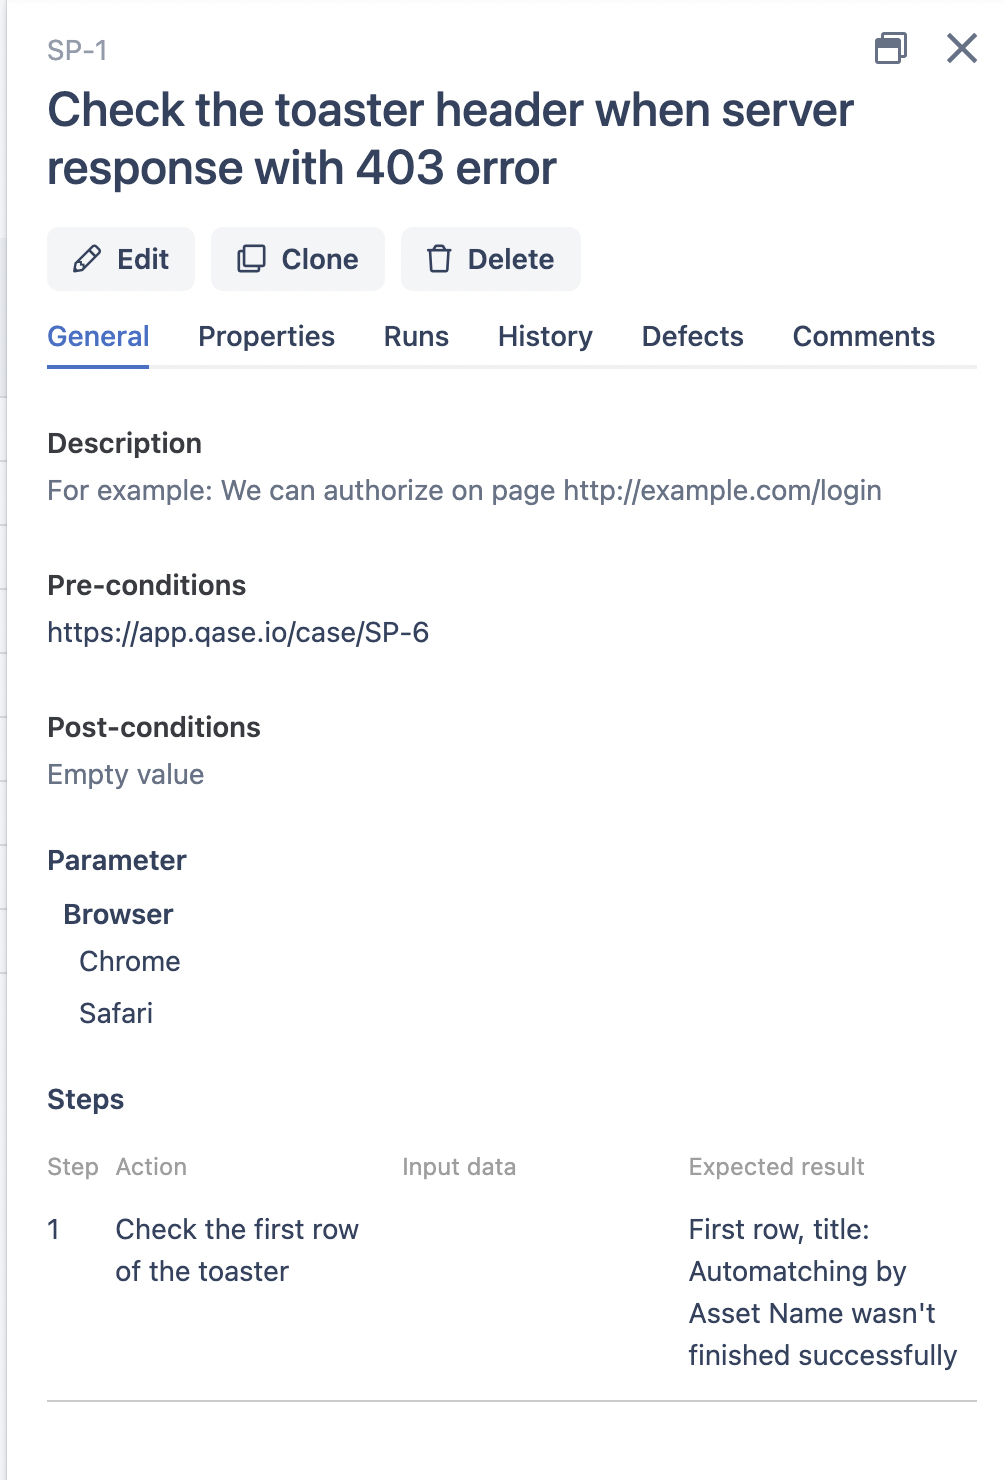 SP-1
Check the toaster header when server
response with 403 error
Edit Clone Delete
General Properties Runs History Defects Comments
Description
For example: We can authorize on page http://example.com/login
Pre-conditions
https://app.qase.io/case/SP-6
Post-conditions
Empty value
Parameter
Browser
Chrome
Safari
Steps
Step Action Input data Expected result
1 Check the first row First row, title:
of the toaster Automatching by
Asset Name wasn't
finished successfully